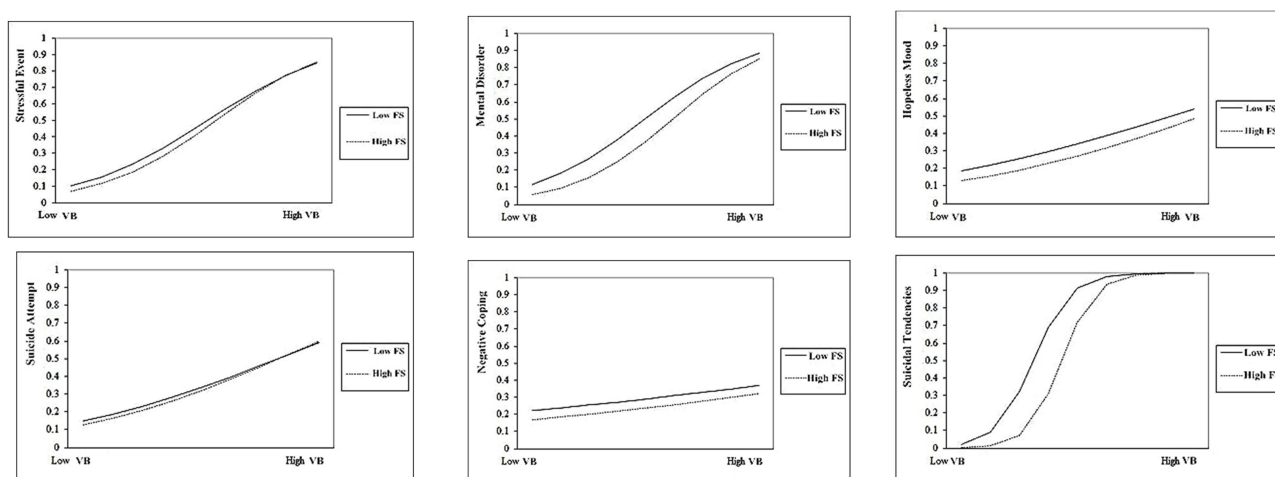 Stressful Event
1
0.9
0.8
0.7
0.6
0.5
0.4
0.3
0.2
0.1
0
Low VB
High VB
Low FS
High FS
Mental Disorder
1
0.9
0.8
0.7
0.6
0.5
0.4
0.3
0.2
0.1
0
Low VB
High VB
Low FS
High FS
Hopeless Mood
1
0.9
0.8
0.7
0.6
0.5
0.4
0.3
0.2
0.1
0
Low VB
High VB
Low FS
High FS
Suicide Attempt
1
0.9
0.8
0.7
0.6
0.5
0.4
0.3
0.2
0.1
0
Low VB
High VB
Low FS
High FS
Negative Coping
1
0.9
0.8
0.7
0.6
0.5
0.4
0.3
0.2
0.1
0
Low VB
High VB
Low FS
High FS
Suicidal Tendencies
1
0.9
0.8
0.7
0.6
0.5
0.4
0.3
0.2
0.1
0
Low VB
High VB
Low FS
High FS